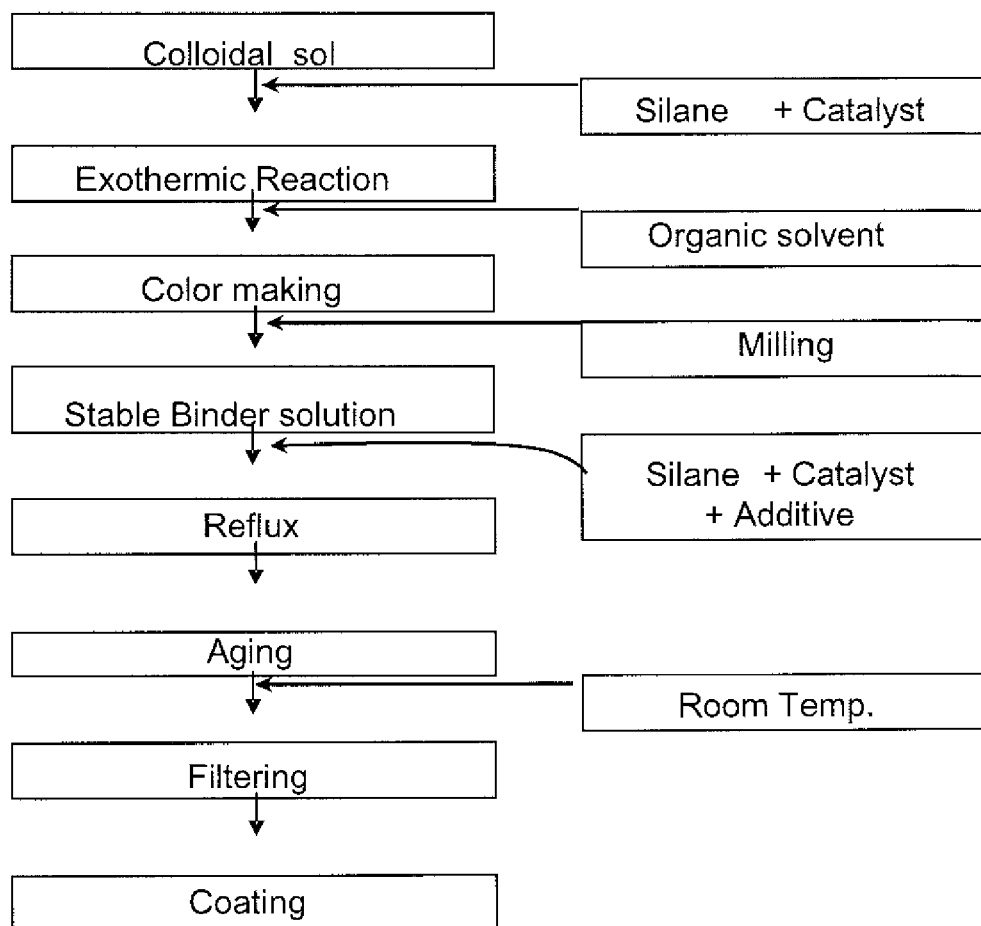 Colloidal sol
Silane + Catalyst
Exothermic Reaction
Organic solvent
Color making
Milling
Stable Binder solution
Silane + Catalyst
+ Additive
Reflux
Aging
Room Temp.
Filtering
Coating